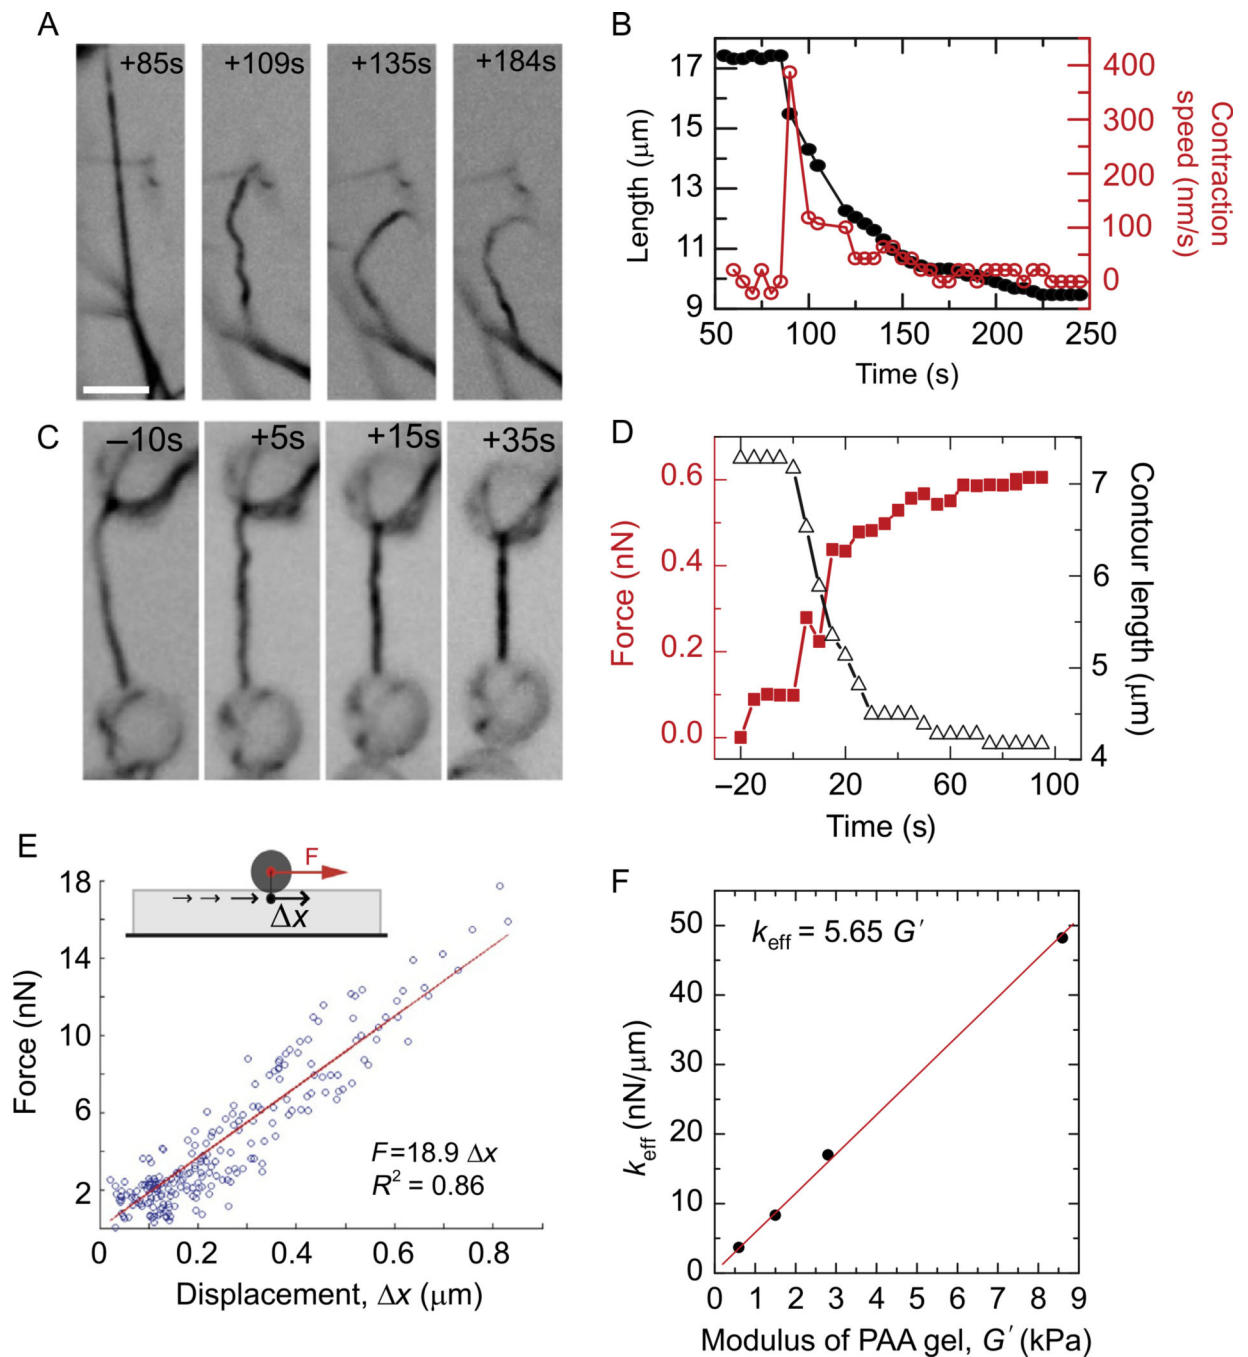 A
+85s
+109s
+135s
+184s
B
17
15
13
11
9
Length (μm)
400
300
200
100
0
Contraction
speed (nm/s)
50
100
150
200
250
Time (s)
C
–10s
+5s
+15s
+35s
D
0.6
0.4
0.2
0.0
Force (nN)
7
6
5
4
Contour length (μm)
–20
20
60
100
Time (s)
E
F
Δx
18
14
10
6
2
Force (nN)
F=18.9 Δx
R² = 0.86
0
0.2
0.4
0.6
0.8
Displacement, Δx (μm)
F
k_eff = 5.65 G′
50
40
30
20
10
0
k_eff (nN/μm)
0 1 2 3 4 5 6 7 8 9
Modulus of PAA gel, G′ (kPa)